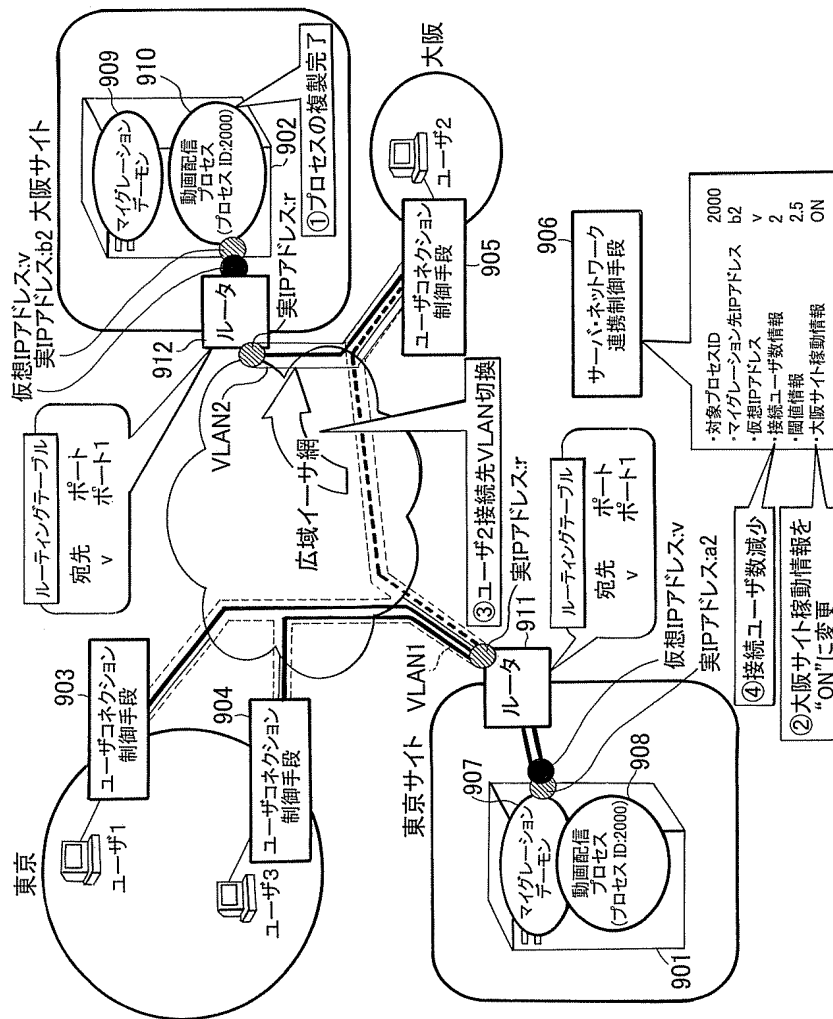 東京
ユーザ1
903
ユーザコネクション
制御手段
ユーザ3
904
ユーザコネクション
制御手段
ルーティングテーブル
宛先 ポート
v ポート1
仮想IPアドレス:v
実IPアドレス:b2
大阪サイト
912
ルータ
909
マイグレーション
デーモン
910
動画配信
プロセス
(プロセス ID:2000)
902
①プロセスの複製完了
VLAN2
実IPアドレス:r
広域イーサ網
大阪
ユーザ2
ユーザコネクション
制御手段
905
③ユーザ2接続先VLAN切換
東京サイト
VLAN1
907
マイグレーション
デーモン
908
動画配信
プロセス
(プロセス ID:2000)
901
ルータ
911
実IPアドレス:r
ルーティングテーブル
宛先 ポート
v ポート1
仮想IPアドレス:v
実IPアドレス:a2
906
サーバ・ネットワーク
連携制御手段
・対象プロセスID 2000
・マイグレーション先IPアドレス b2
・仮想IPアドレス v
・接続ユーザ数情報 2
・閾値情報 2.5
・大阪サイト稼動情報 ON
④接続ユーザ数減少
②大阪サイト稼動情報を
“ON”に変更